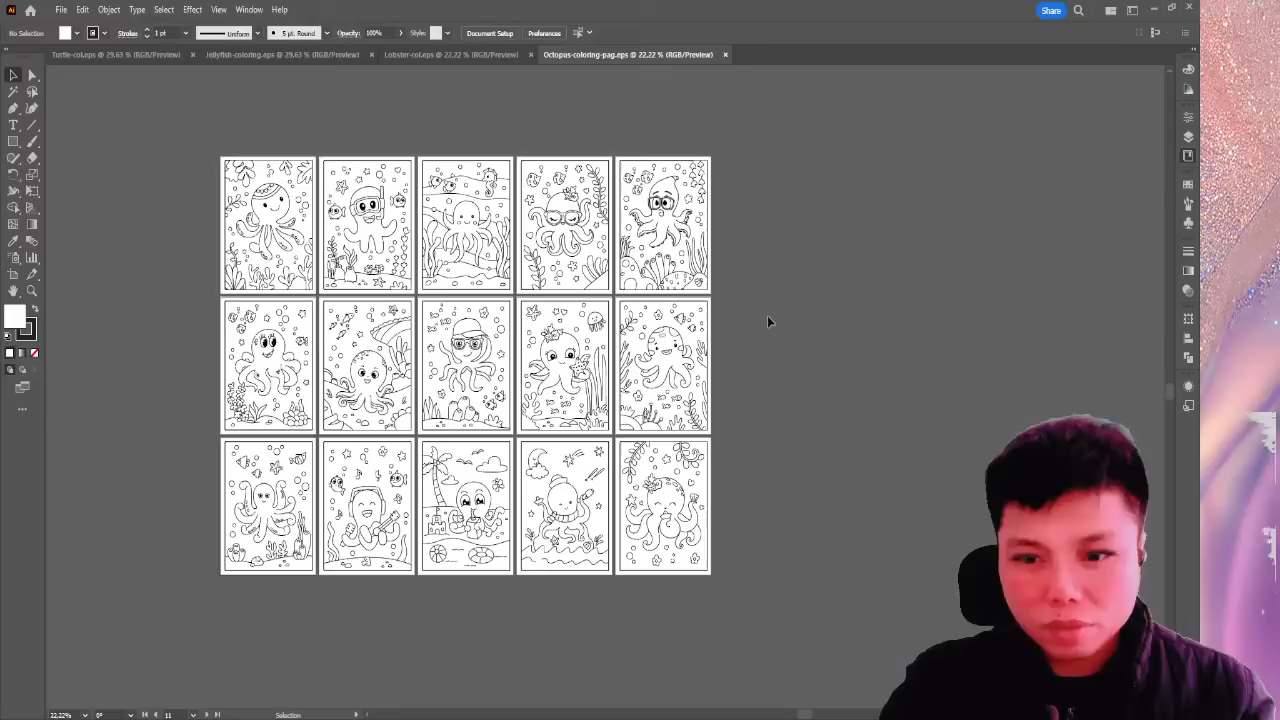 Ai File Edit Object Type Select Effect View Window Help Share
No Selection Stroke: 1 pt Uniform 5 pt. Round Opacity: 100% Style: Document Setup Preferences
Turtle-col.eps @ 29.63 % (RGB/Preview) × Jellyfish-coloring.eps @ 29.63 % (RGB/Preview) × Lobster-col.eps @ 22.22 % (RGB/Preview) × Octopus-coloring-pag.eps @ 22.22 % (RGB/Preview) ×
22.22% 0° 11 Selection